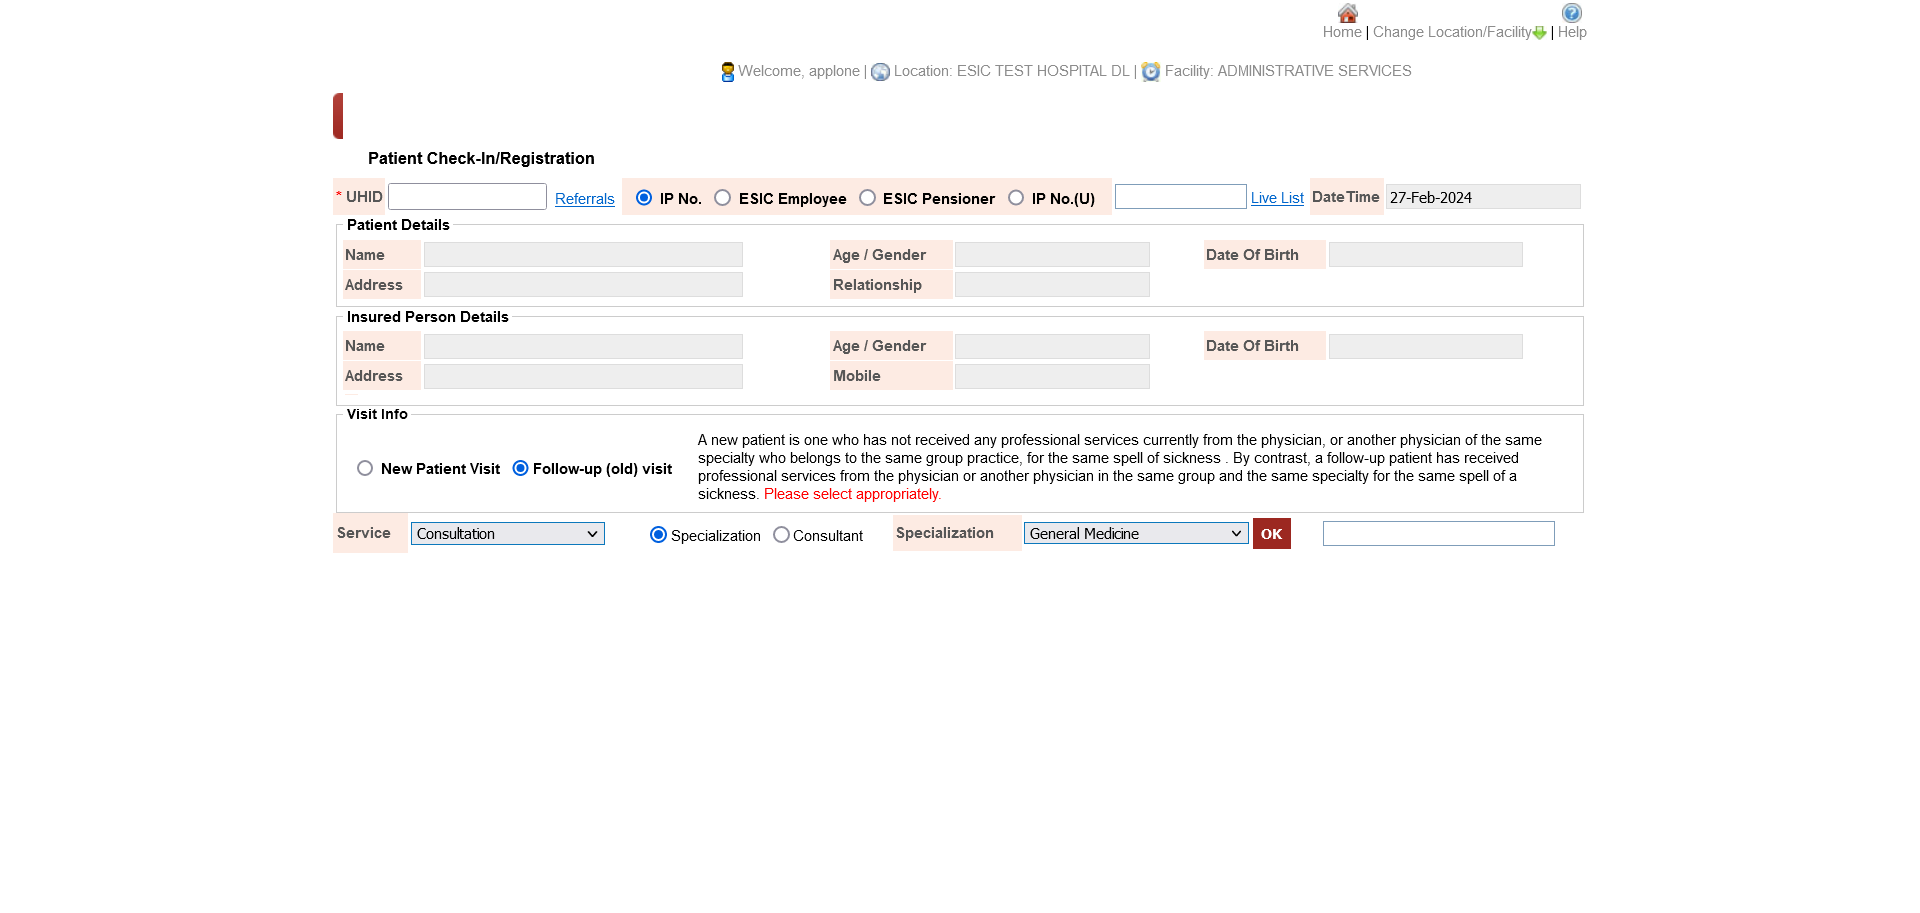 Home | Change Location/Facility | Help
Welcome, applone | Location: ESIC TEST HOSPITAL DL | Facility: ADMINISTRATIVE SERVICES
Patient Check-In/Registration
* UHID Referrals IP No. ESIC Employee ESIC Pensioner IP No.(U) Live List DateTime 27-Feb-2024
Patient Details
Name Age / Gender Date Of Birth
Address Relationship
Insured Person Details
Name Age / Gender Date Of Birth
Address Mobile
Visit Info
New Patient Visit Follow-up (old) visit
A new patient is one who has not received any professional services currently from the physician, or another physician of the same
specialty who belongs to the same group practice, for the same spell of sickness . By contrast, a follow-up patient has received
professional services from the physician or another physician in the same group and the same specialty for the same spell of a
sickness. Please select appropriately.
Service Consultation Specialization Consultant Specialization General Medicine OK